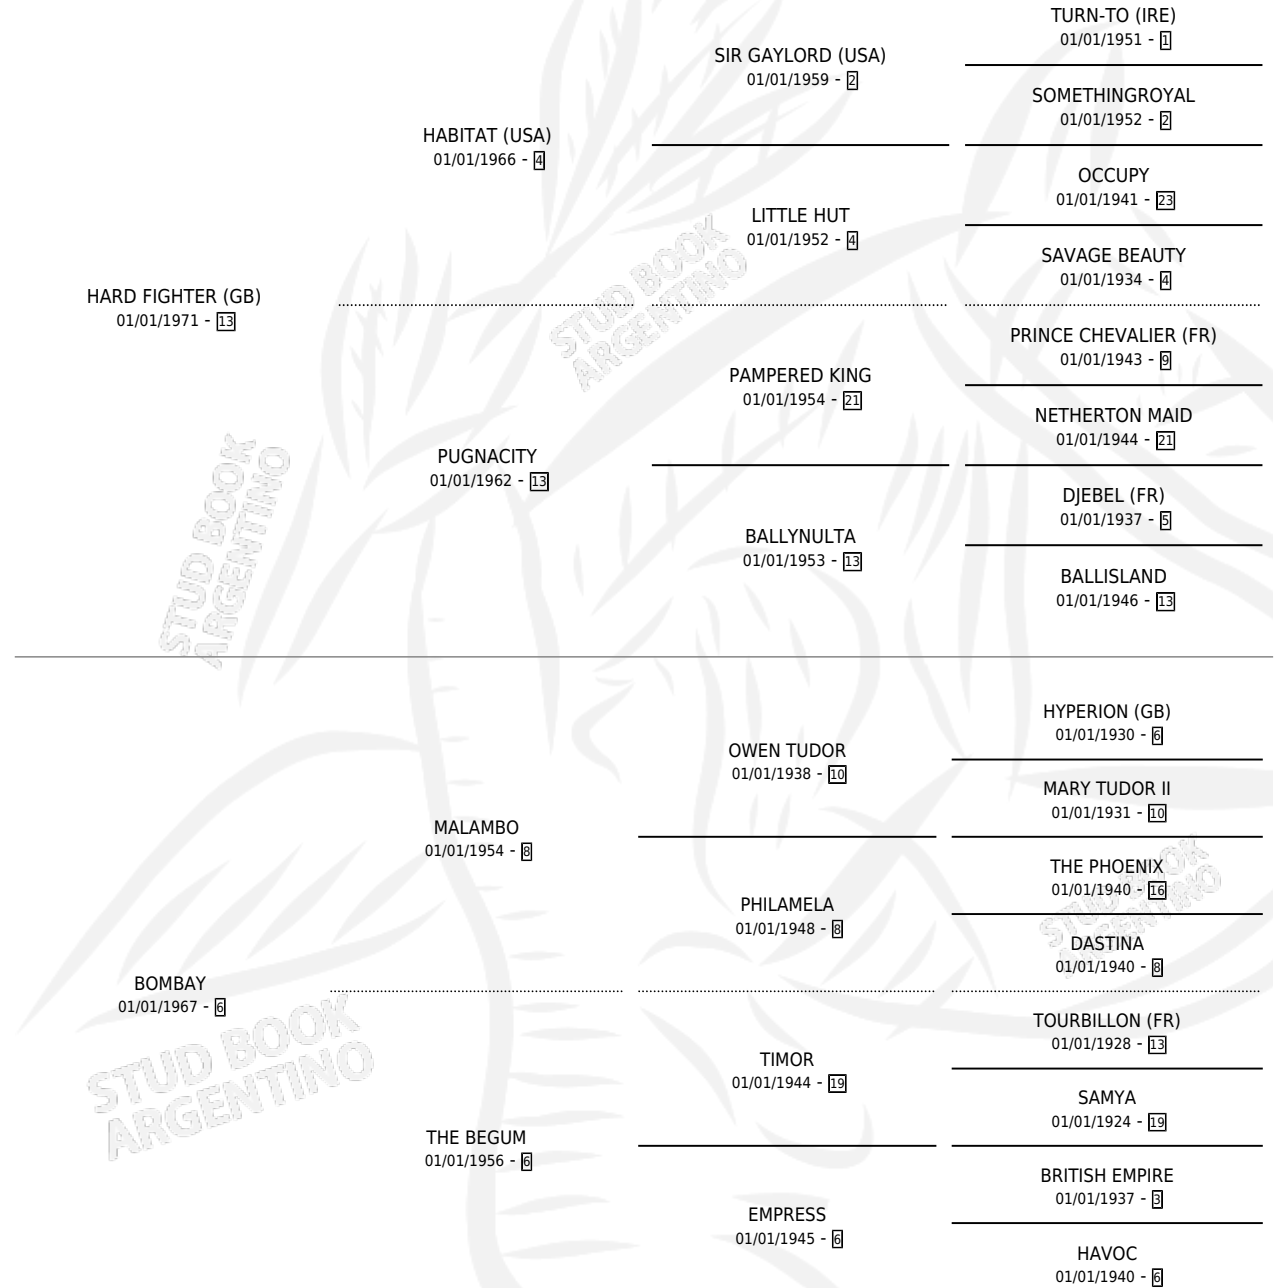 TURN-TO (IRE)
01/01/1951 - 1
SIR GAYLORD (USA)
01/01/1959 - 2
SOMETHINGROYAL
01/01/1952 - 2
HABITAT (USA)
01/01/1966 - 4
OCCUPY
01/01/1941 - 23
LITTLE HUT
01/01/1952 - 4
SAVAGE BEAUTY
01/01/1934 - 4
HARD FIGHTER (GB)
01/01/1971 - 13
STUD BOOK
ARGENTINO
PRINCE CHEVALIER (FR)
01/01/1943 - 9
PAMPERED KING
01/01/1954 - 21
NETHERTON MAID
01/01/1944 - 21
PUGNACITY
01/01/1962 - 13
DJEBEL (FR)
01/01/1937 - 5
BALLYNULTA
01/01/1953 - 13
BALLISLAND
01/01/1946 - 13
STUD BOOK
ARGENTINO
HYPERION (GB)
01/01/1930 - 6
OWEN TUDOR
01/01/1938 - 10
MARY TUDOR II
01/01/1931 - 10
MALAMBO
01/01/1954 - 8
THE PHOENIX
01/01/1940 - 16
PHILAMELA
01/01/1948 - 8
DASTINA
01/01/1940 - 8
STUD BOOK
ARGENTINO
BOMBAY
01/01/1967 - 6
STUD BOOK
ARGENTINO
TOURBILLON (FR)
01/01/1928 - 13
TIMOR
01/01/1944 - 19
SAMYA
01/01/1924 - 19
THE BEGUM
01/01/1956 - 6
BRITISH EMPIRE
01/01/1937 - 3
EMPRESS
01/01/1945 - 6
HAVOC
01/01/1940 - 6